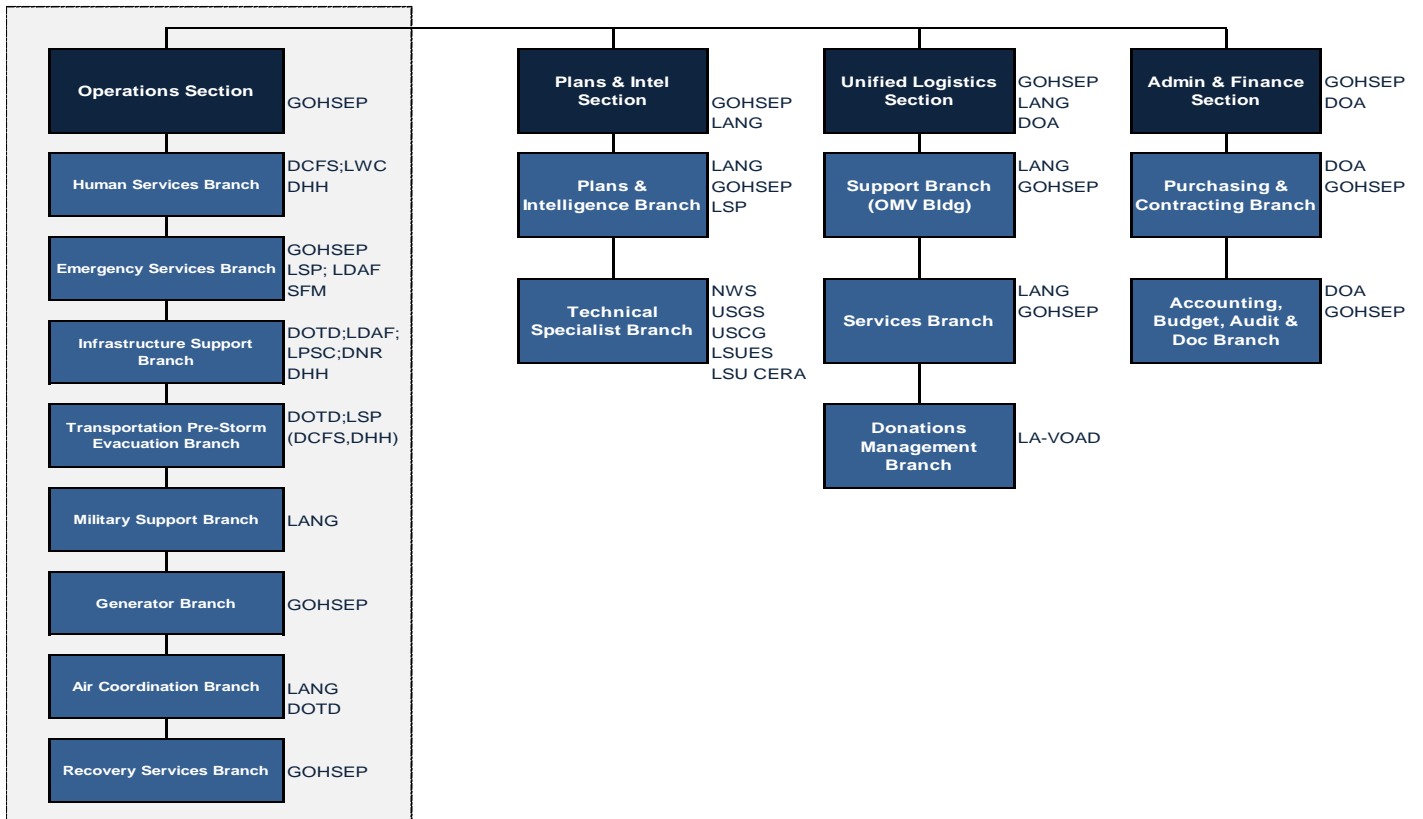 Operations Section
GOHSEP
Human Services Branch
DCFS;LWC
DHH
Emergency Services Branch
GOHSEP
LSP; LDAF
SFM
Infrastructure Support
Branch
DOTD;LDAF;
LPSC;DNR
DHH
Transportation Pre-Storm
Evacuation Branch
DOTD;LSP
(DCFS,DHH)
Military Support Branch
LANG
Generator Branch
GOHSEP
Air Coordination Branch
LANG
DOTD
Recovery Services Branch
GOHSEP
Plans & Intel
Section
GOHSEP
LANG
Plans &
Intelligence Branch
LANG
GOHSEP
LSP
Technical
Specialist Branch
NWS
USGS
USCG
LSUES
LSU CERA
Unified Logistics
Section
GOHSEP
LANG
DOA
Support Branch
(OMV Bldg)
LANG
GOHSEP
Services Branch
LANG
GOHSEP
Donations
Management
Branch
LA-VOAD
Admin & Finance
Section
GOHSEP
DOA
Purchasing &
Contracting Branch
DOA
GOHSEP
Accounting,
Budget, Audit &
Doc Branch
DOA
GOHSEP